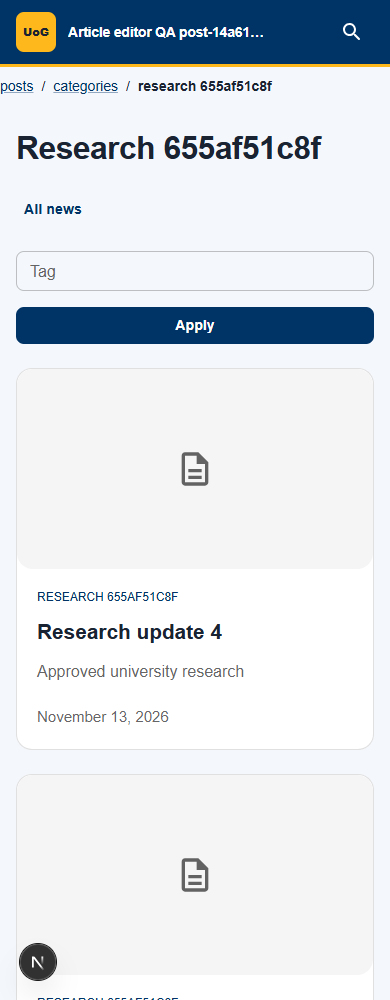 UoG Article editor QA post-14a61...
posts / categories / research 655af51c8f
Research 655af51c8f
All news
Tag
Apply
RESEARCH 655AF51C8F
Research update 4
Approved university research
November 13, 2026
N